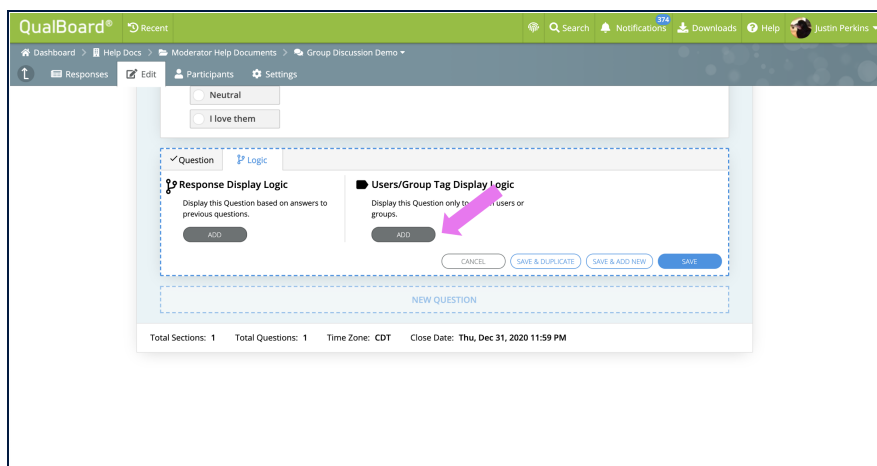 QualBoard® Recent Search Notifications 374 Downloads Help Justin Perkins
Dashboard > Help Docs > Moderator Help Documents > Group Discussion Demo
Responses Edit Participants Settings
Neutral
I love them
Question Logic
Response Display Logic
Display this Question based on answers to
previous questions.
ADD
Users/Group Tag Display Logic
Display this Question only to users or
groups.
ADD
CANCEL SAVE & DUPLICATE SAVE & ADD NEW SAVE
NEW QUESTION
Total Sections: 1 Total Questions: 1 Time Zone: CDT Close Date: Thu, Dec 31, 2020 11:59 PM